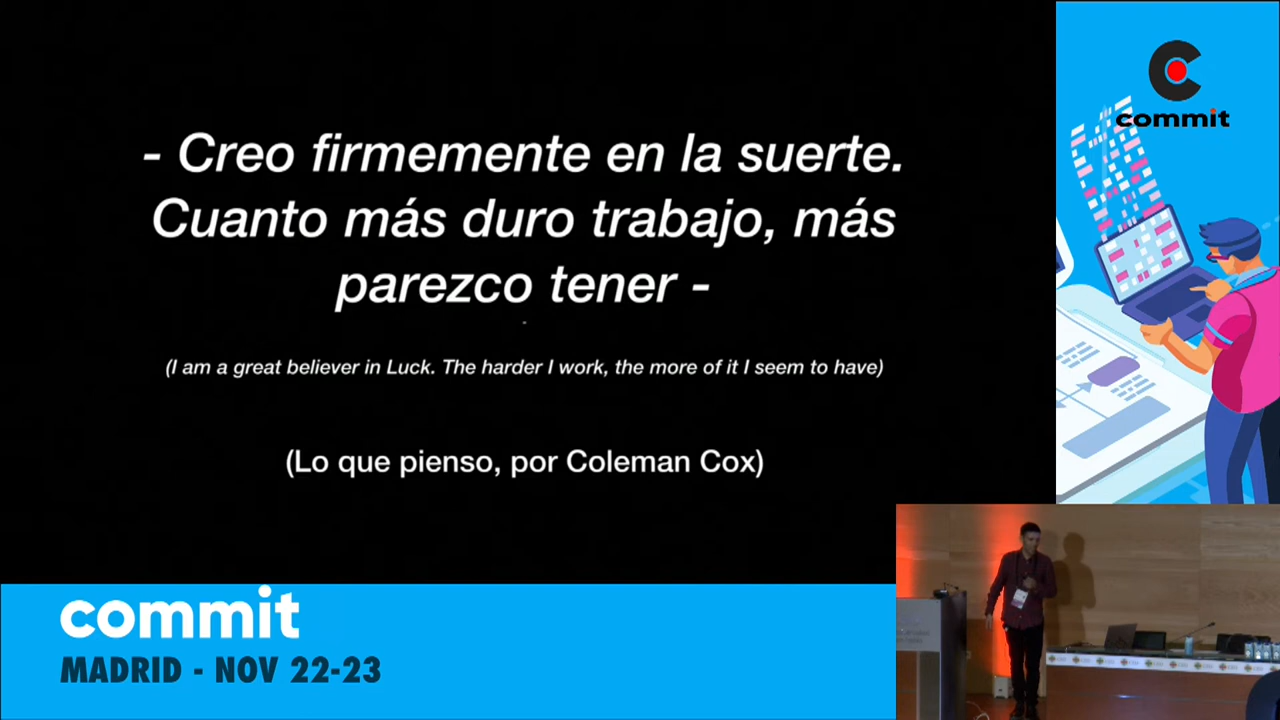 - Creo firmemente en la suerte.
Cuanto más duro trabajo, más
parezco tener -
(I am a great believer in Luck. The harder I work, the more of it I seem to have)
(Lo que pienso, por Coleman Cox)
commit
commit
MADRID - NOV 22-23